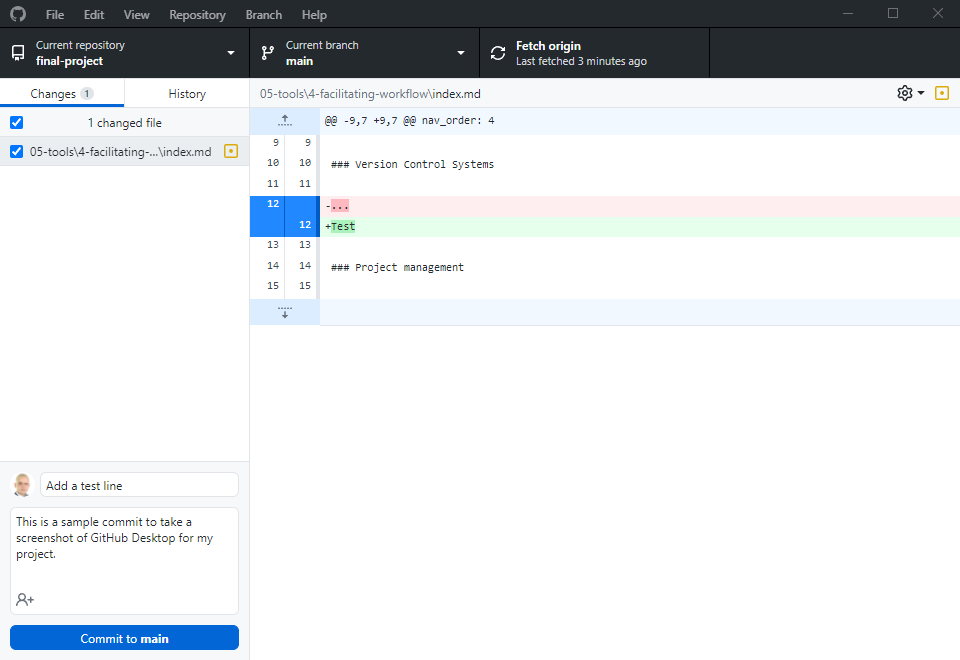 File Edit View Repository Branch Help
Current repository
final-project
Current branch
main
Fetch origin
Last fetched 3 minutes ago
Changes 1
History
1 changed file
05-tools\4-facilitating-...\index.md
05-tools\4-facilitating-workflow\index.md
@@ -9,7 +9,7 @@ nav_order: 4
9 9
10 10 ### Version Control Systems
11 11
12 -...
12 +Test
13 13
14 14 ### Project management
15 15
Add a test line
This is a sample commit to take a
screenshot of GitHub Desktop for my
project.
Commit to main